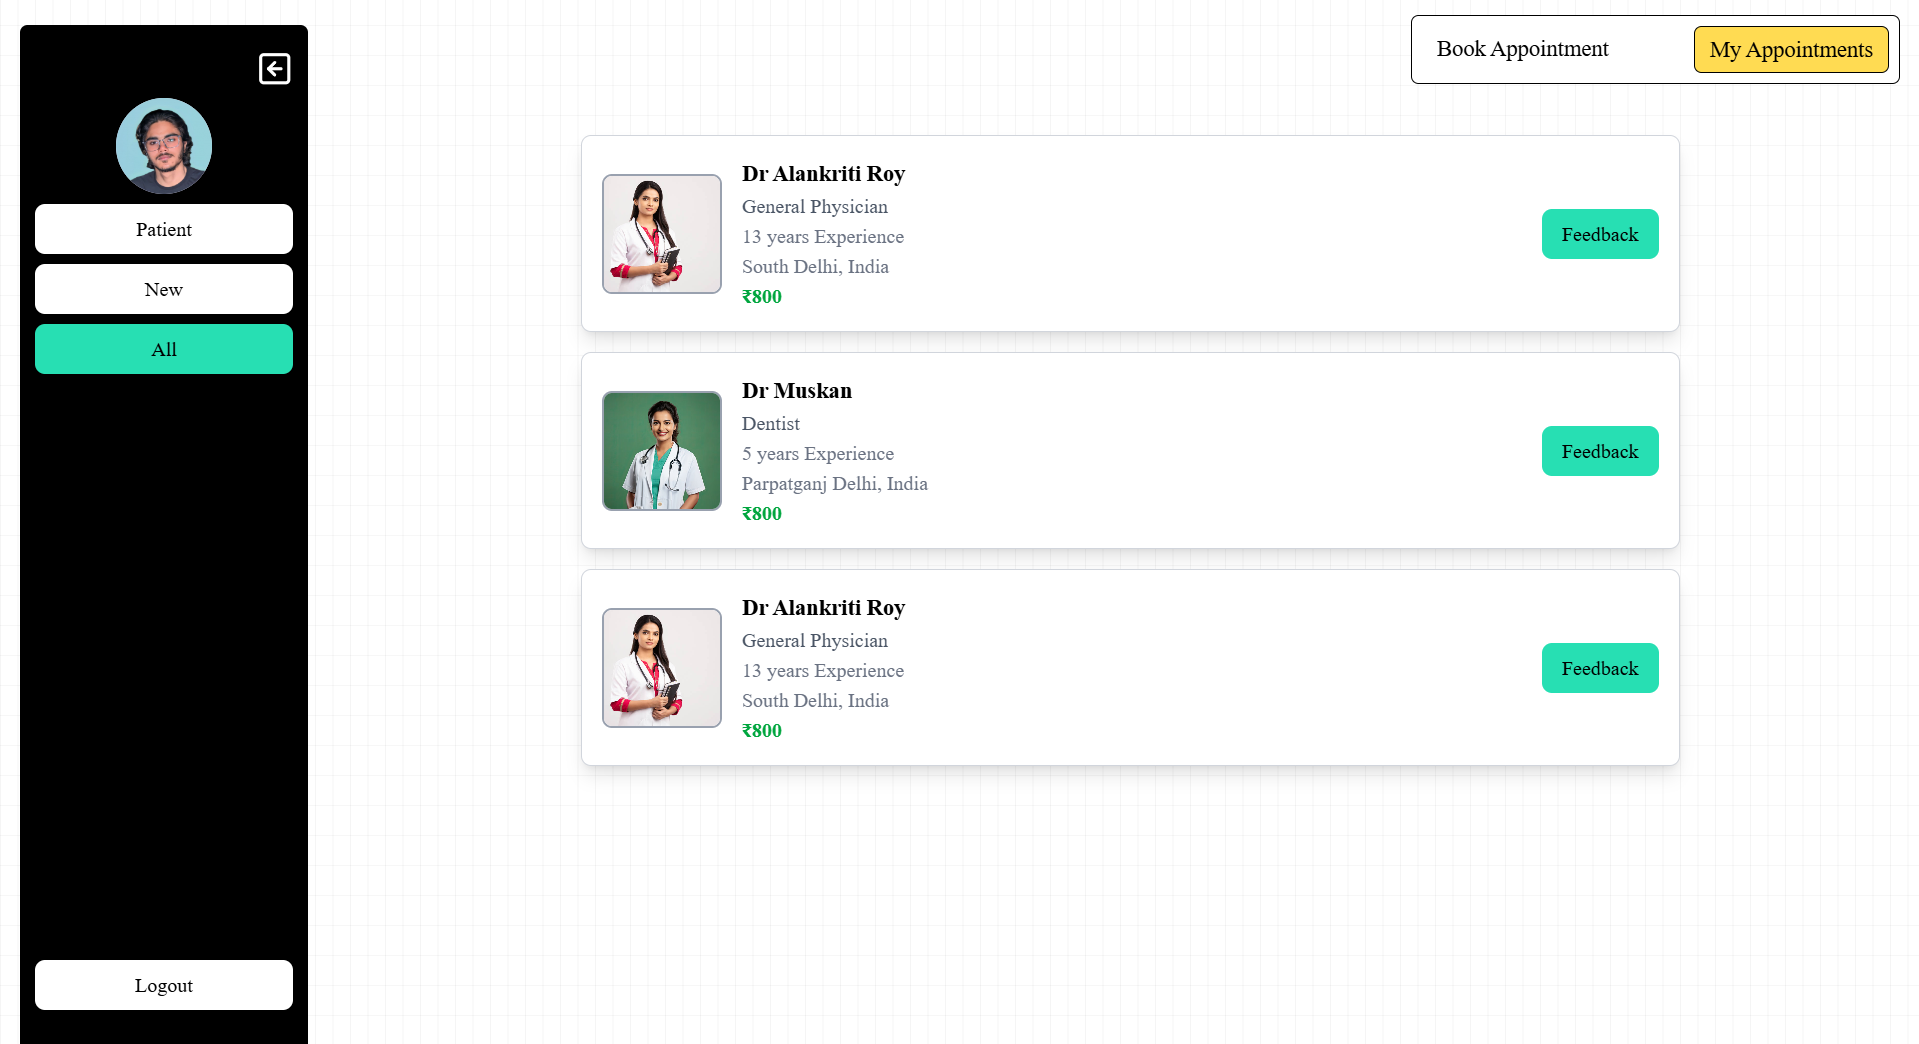 Book Appointment
My Appointments
Patient
New
All
Logout
Dr Alankriti Roy
General Physician
13 years Experience
South Delhi, India
₹800
Feedback
Dr Muskan
Dentist
5 years Experience
Parpatganj Delhi, India
₹800
Feedback
Dr Alankriti Roy
General Physician
13 years Experience
South Delhi, India
₹800
Feedback